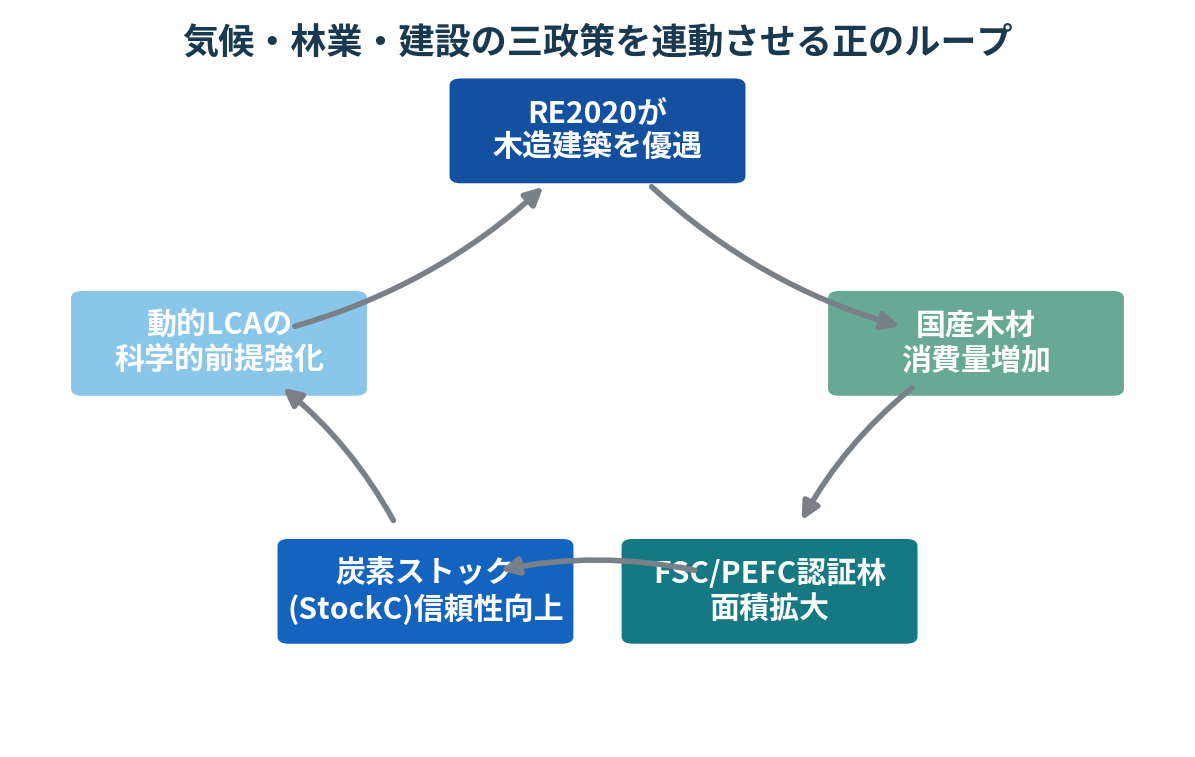 気候・林業・建設の三政策を連動させる正のループ
RE2020が
木造建築を優遇
動的LCAの
科学的前提強化
国産木材
消費量増加
炭素ストック
(StockC)信頼性向上
FSC/PEFC認証林
面積拡大